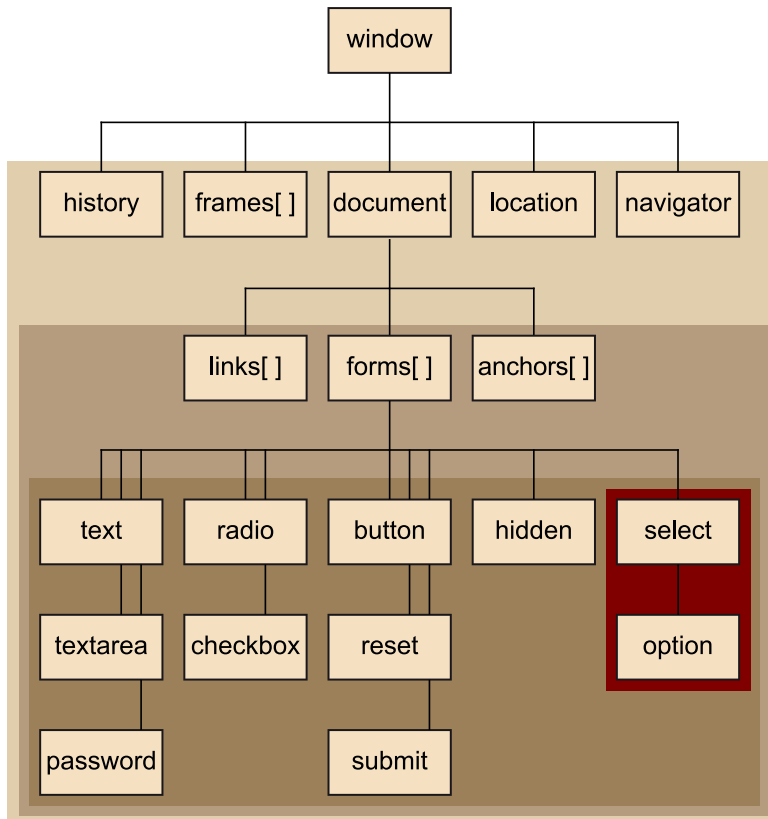 window
history
frames[ ]
document
location
navigator
links[ ]
forms[ ]
anchors[ ]
text
radio
button
hidden
select
textarea
checkbox
reset
option
password
submit